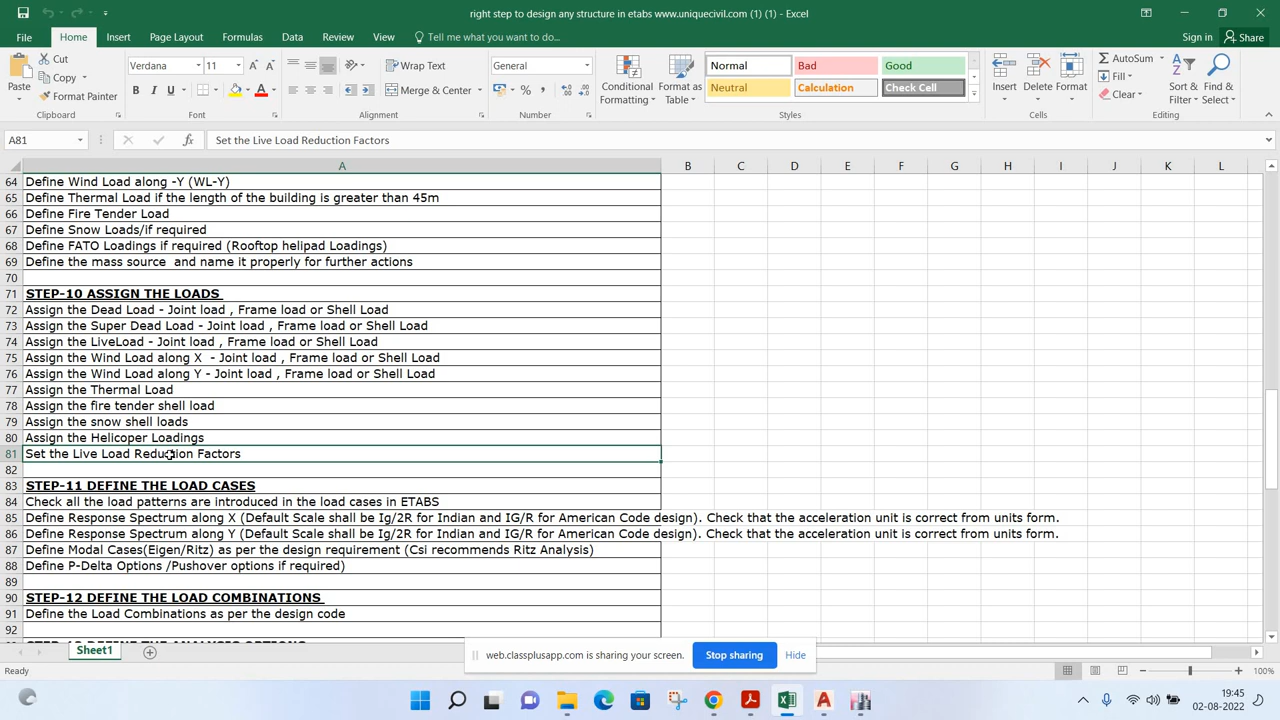 right step to design any structure in etabs www.uniquecivil.com (1) (1) - Excel
File Home Insert Page Layout Formulas Data Review View Tell me what you want to do... Sign in Share
Cut
Copy
Format Painter
Paste
Clipboard
Verdana 11
B I U
Font
Wrap Text
Merge & Center
Alignment
General
Number
Conditional Formatting
Format as Table
Normal Bad Good
Neutral Calculation Check Cell
Styles
Insert Delete Format
Cells
AutoSum
Fill
Clear
Sort & Filter
Find & Select
Editing
A81 fx Set the Live Load Reduction Factors
A B C D E F G H I J K L
64 Define Wind Load along -Y (WL-Y)
65 Define Thermal Load if the length of the building is greater than 45m
66 Define Fire Tender Load
67 Define Snow Loads/if required
68 Define FATO Loadings if required (Rooftop helipad Loadings)
69 Define the mass source and name it properly for further actions
70
71 STEP-10 ASSIGN THE LOADS
72 Assign the Dead Load - Joint load , Frame load or Shell Load
73 Assign the Super Dead Load - Joint load , Frame load or Shell Load
74 Assign the LiveLoad - Joint load , Frame load or Shell Load
75 Assign the Wind Load along X - Joint load , Frame load or Shell Load
76 Assign the Wind Load along Y - Joint load , Frame load or Shell Load
77 Assign the Thermal Load
78 Assign the fire tender shell load
79 Assign the snow shell loads
80 Assign the Helicoper Loadings
81 Set the Live Load Reduction Factors
82
83 STEP-11 DEFINE THE LOAD CASES
84 Check all the load patterns are introduced in the load cases in ETABS
85 Define Response Spectrum along X (Default Scale shall be Ig/2R for Indian and IG/R for American Code design). Check that the acceleration unit is correct from units form.
86 Define Response Spectrum along Y (Default Scale shall be Ig/2R for Indian and IG/R for American Code design). Check that the acceleration unit is correct from units form.
87 Define Modal Cases(Eigen/Ritz) as per the design requirement (Csi recommends Ritz Analysis)
88 Define P-Delta Options /Pushover options if required)
89
90 STEP-12 DEFINE THE LOAD COMBINATIONS
91 Define the Load Combinations as per the design code
92
Sheet1
web.classplusapp.com is sharing your screen. Stop sharing Hide
Ready 100%
19:45
02-08-2022